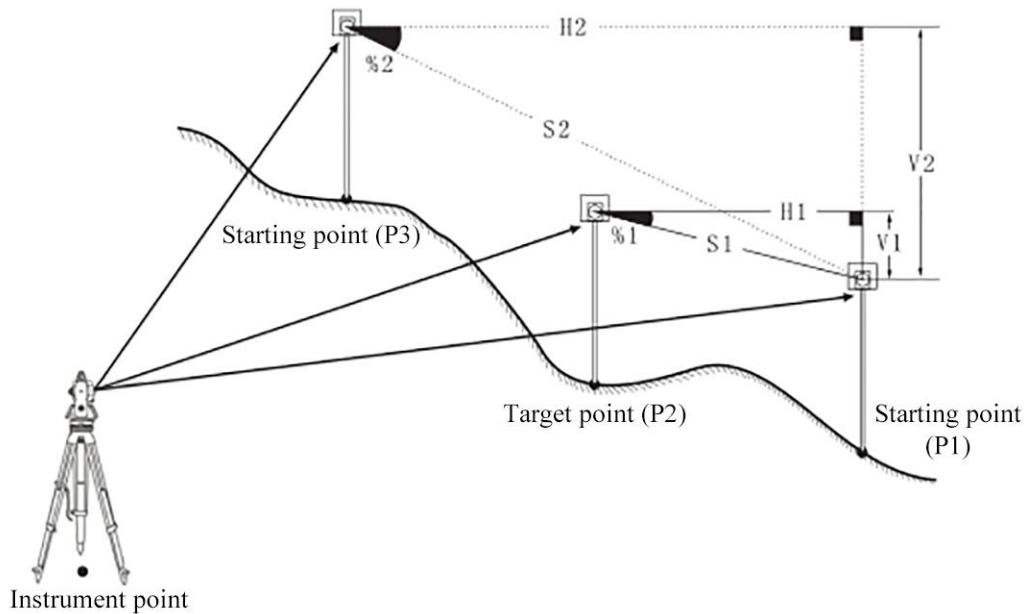 H2
%2
S2
V2
Starting point (P3)
H1
%1
S1
V1
Target point (P2)
Starting point
(P1)
Instrument point